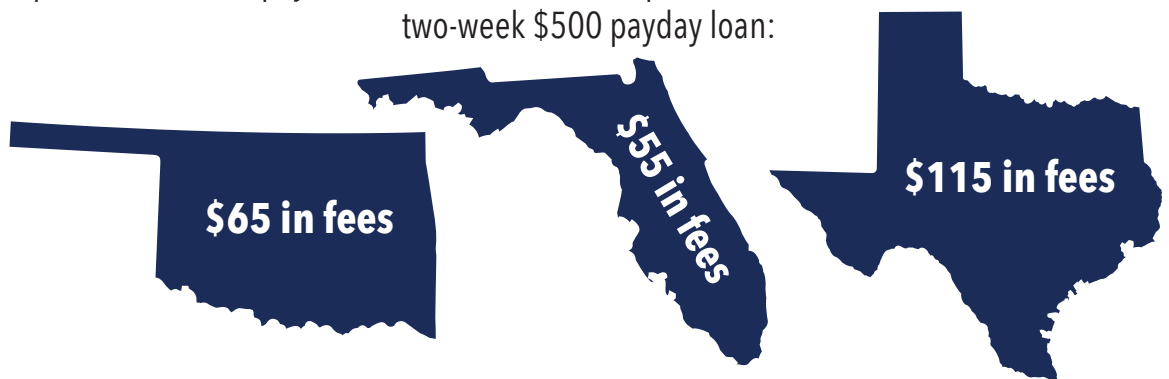 two-week $500 payday loan:
$65 in fees
$55 in fees
$115 in fees